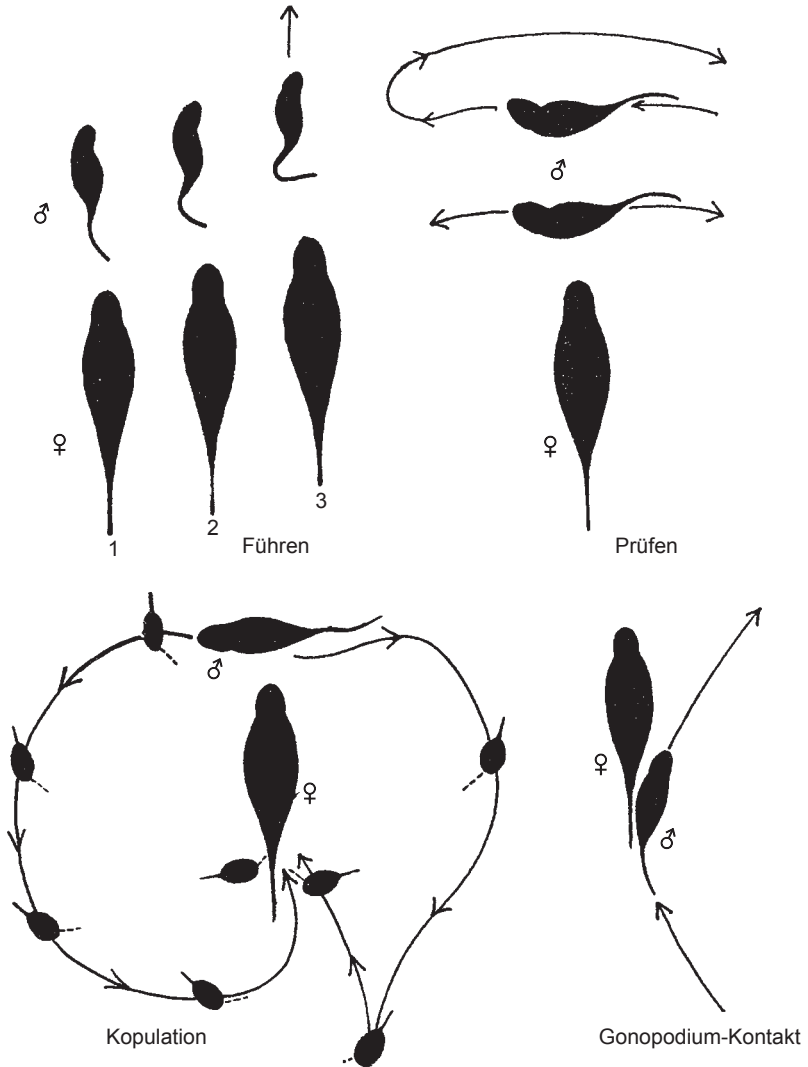 ♂
♂
♀
♀
1
2
3
Führen
Prüfen
♂
♀
♀
♂
Kopulation
Gonopodium-Kontakt